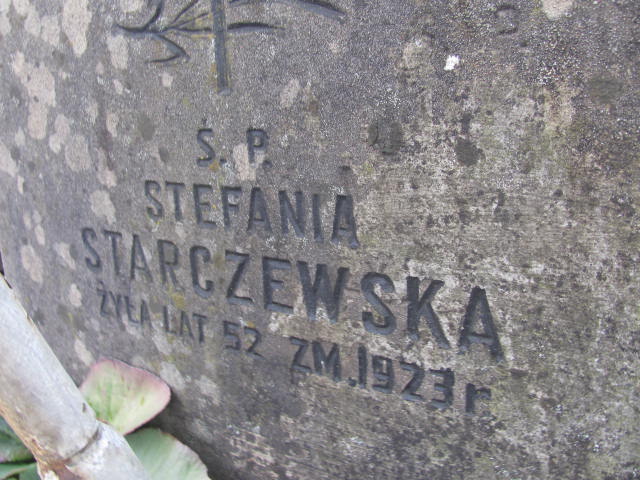 Ś. P.
STEFANIA
STARCZEWSKA
ŻYŁA LAT 52 ZM. 1923 r